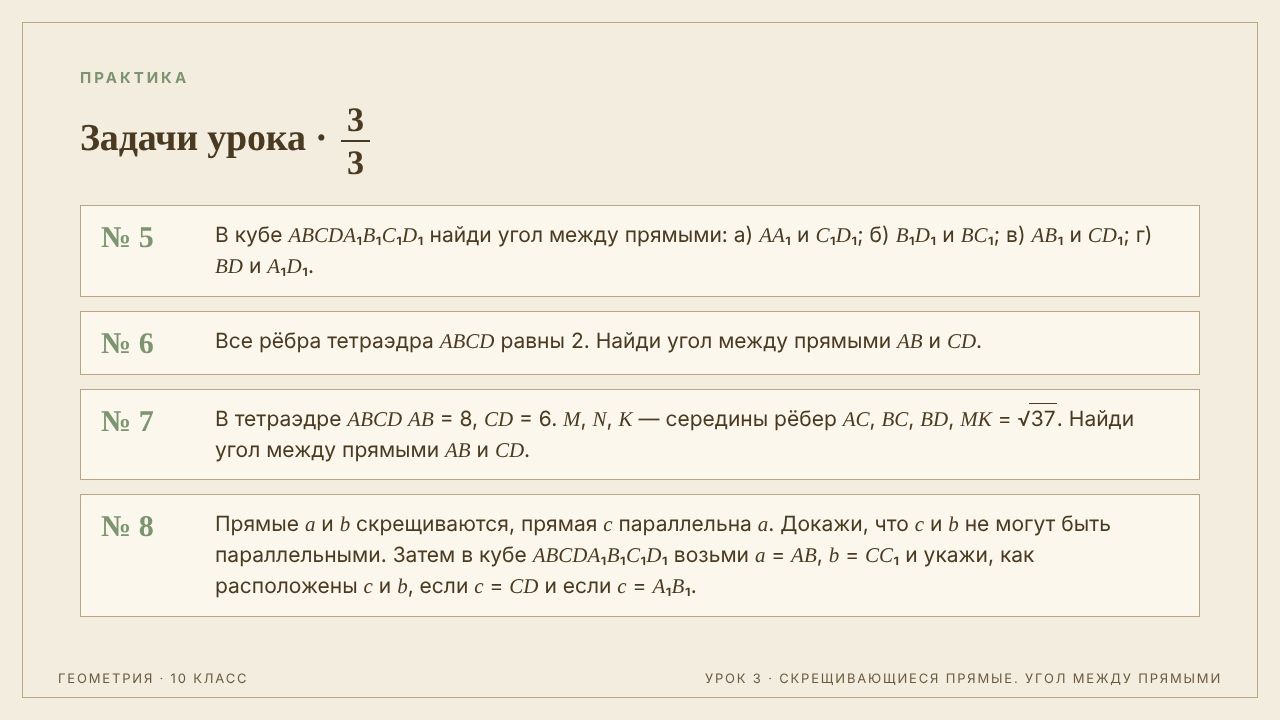 ПРАКТИКА
Задачи урока · 3/3
№ 5
В кубе ABCDA₁B₁C₁D₁ найди угол между прямыми: а) AA₁ и C₁D₁; б) B₁D₁ и BC₁; в) AB₁ и CD₁; г)
BD и A₁D₁.
№ 6
Все рёбра тетраэдра ABCD равны 2. Найди угол между прямыми AB и CD.
№ 7
В тетраэдре ABCD AB = 8, CD = 6. M, N, K — середины рёбер AC, BC, BD, MK = √37. Найди
угол между прямыми AB и CD.
№ 8
Прямые a и b скрещиваются, прямая c параллельна a. Докажи, что c и b не могут быть
параллельными. Затем в кубе ABCDA₁B₁C₁D₁ возьми a = AB, b = CC₁ и укажи, как
расположены c и b, если c = CD и если c = A₁B₁.
ГЕОМЕТРИЯ · 10 КЛАСС
УРОК 3 · СКРЕЩИВАЮЩИЕСЯ ПРЯМЫЕ. УГОЛ МЕЖДУ ПРЯМЫМИ